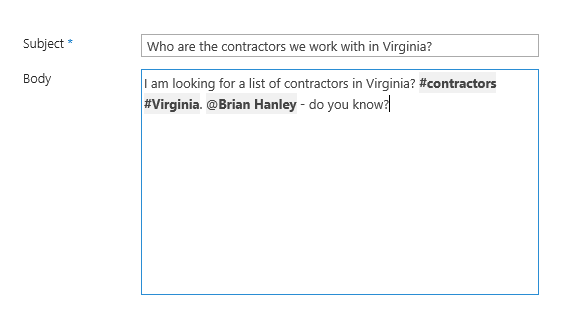 Subject * Who are the contractors we work with in Virginia?
Body
I am looking for a list of contractors in Virginia? #contractors
#Virginia. @Brian Hanley - do you know?